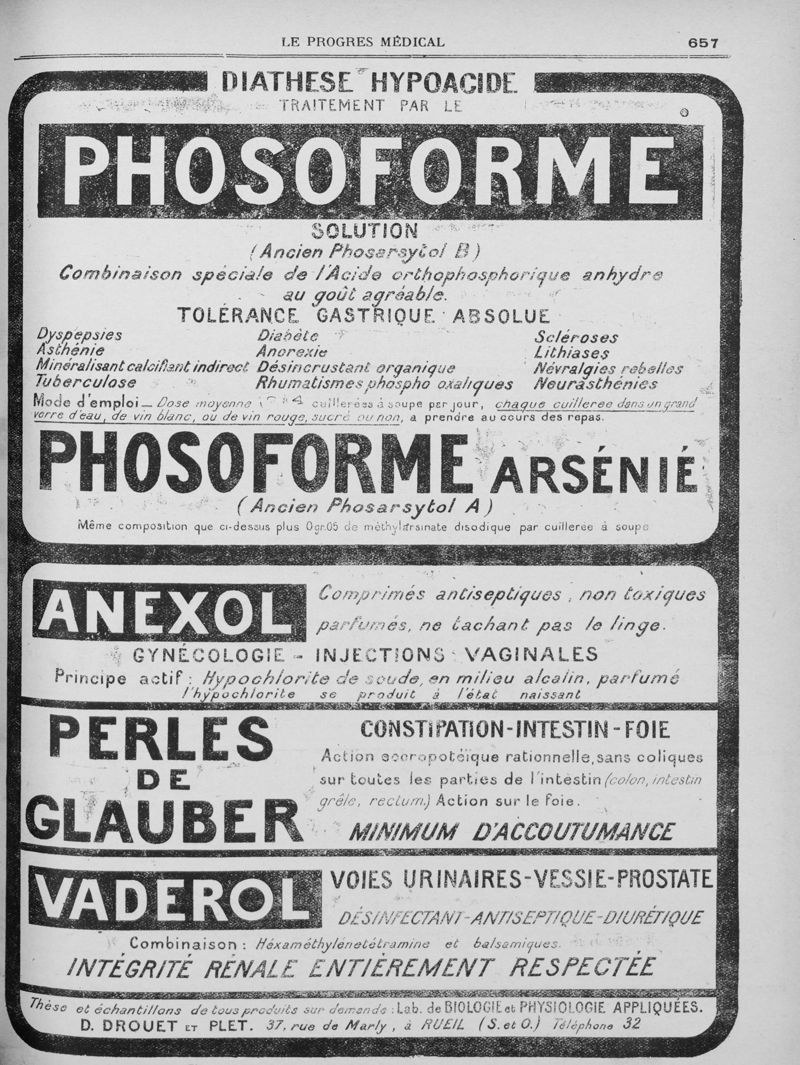 LE PROGRES MÉDICAL 657
DIATHESE HYPOACIDE
TRAITEMENT PAR LE
PHOSOFORME
SOLUTION
(Ancien Phosarsytol B)
Combinaison spéciale de l'Acide orthophosphorique anhydre
au goût agréable.
TOLÉRANCE GASTRIQUE ABSOLUE
Dyspepsies Diabète Scléroses
Asthénie Anorexie Lithiases
Minéralisant calcifiant indirect Désincrustant organique Névralgies rebelles
Tuberculose Rhumatismes phospho oxaliques Neurasthénies
Mode d'emploi — Dose moyenne cuillerées à soupe par jour, chaque cuilleree dans un grand
verre d'eau, de vin blanc, ou de vin rouge, sucré ou non, a prendre au cours des repas.
PHOSOFORME ARSÉNIÉ
(Ancien Phosarsytol A)
Même composition que ci-dessus plus 0gr.05 de méthylarsinate disodique par cuilleree à soupe
ANEXOL
Comprimés antiseptiques, non toxiques
parfumés, ne tachant pas le linge.
GYNÉCOLOGIE - INJECTIONS VAGINALES
Principe actif : Hypochlorite de soude, en milieu alcalin, parfumé
l'hypochlorite se produit à l'état naissant
PERLES
DE
GLAUBER
CONSTIPATION-INTESTIN-FOIE
Action eccropotéique rationnelle, sans coliques
sur toutes les parties de l'intestin (colon, intestin
grêle, rectum.) Action sur le foie.
MINIMUM D'ACCOUTUMANCE
VADEROL
VOIES URINAIRES-VESSIE-PROSTATE
DÉSINFECTANT-ANTISEPTIQUE-DIURÉTIQUE
Combinaison : Héxaméthylénetétramine et balsamiques.
INTÉGRITÉ RÉNALE ENTIÈREMENT RESPECTÉE
Thèse et échantillons de tous produits sur demande : Lab. de BIOLOGIE et PHYSIOLOGIE APPLIQUÉES.
D. DROUET ET PLET. 37, rue de Marly, à RUEIL (S. et O.) Téléphone 32